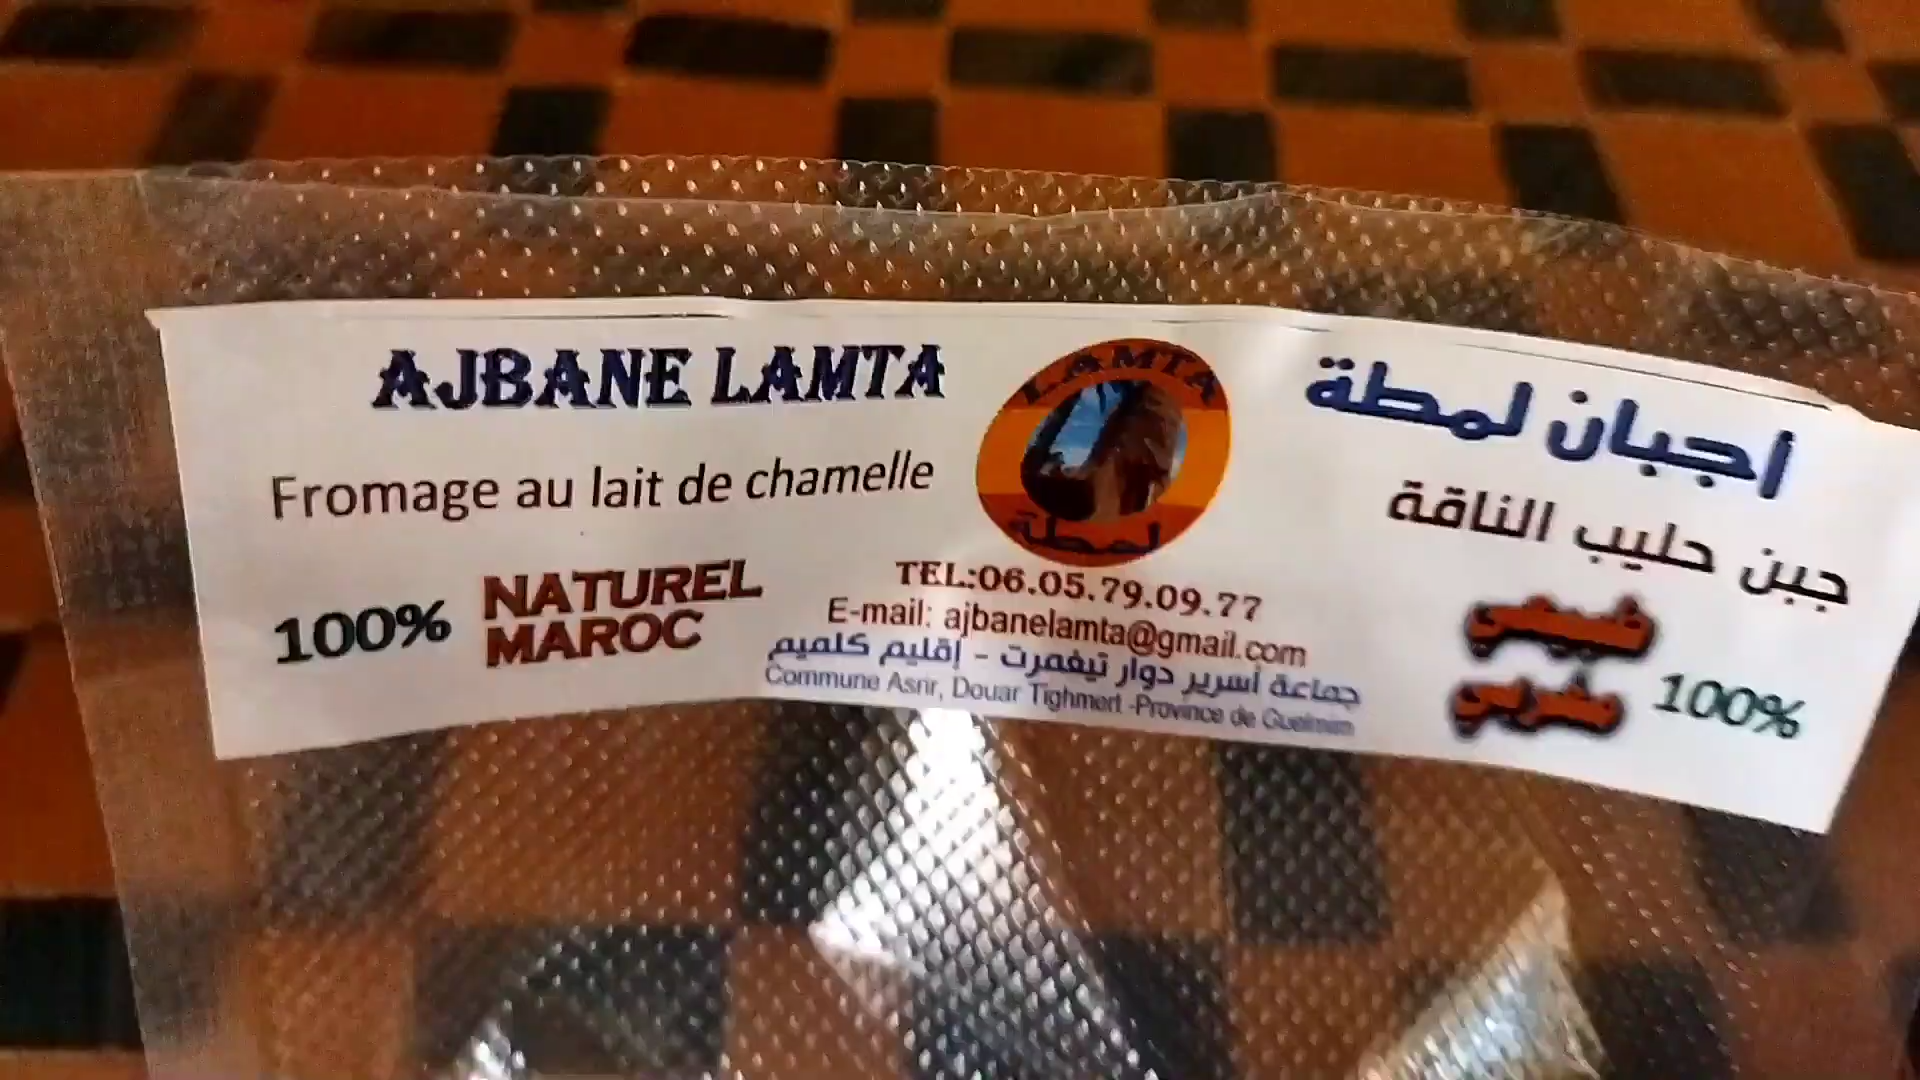 AJBANE LAMTA
Fromage au lait de chamelle
100% NATUREL
MAROC
LAMTA
لمطة
TEL:06.05.79.09.77
E-mail: ajbanelamta@gmail.com
جماعة أسرير دوار تيغمرت - إقليم كلميم
Commune Asrir, Douar Tighmert -Province de Guelmim
اجبان لمطة
جبن حليب الناقة
طبيعي
مغربي
100%